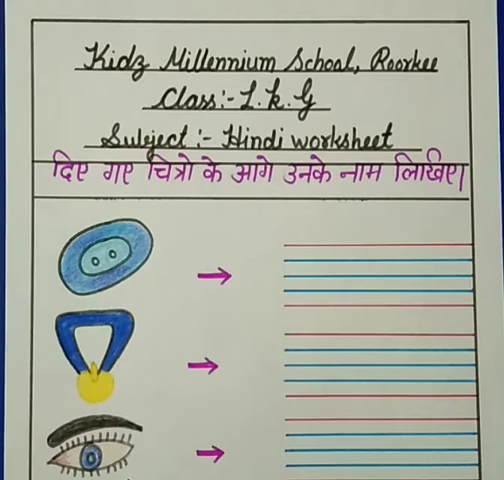 Kidz Millennium School, Roorkee
Class:- L.K.G
Subject:- Hindi worksheet
दिए गए चित्रो के आगे उनके नाम लिखिए।